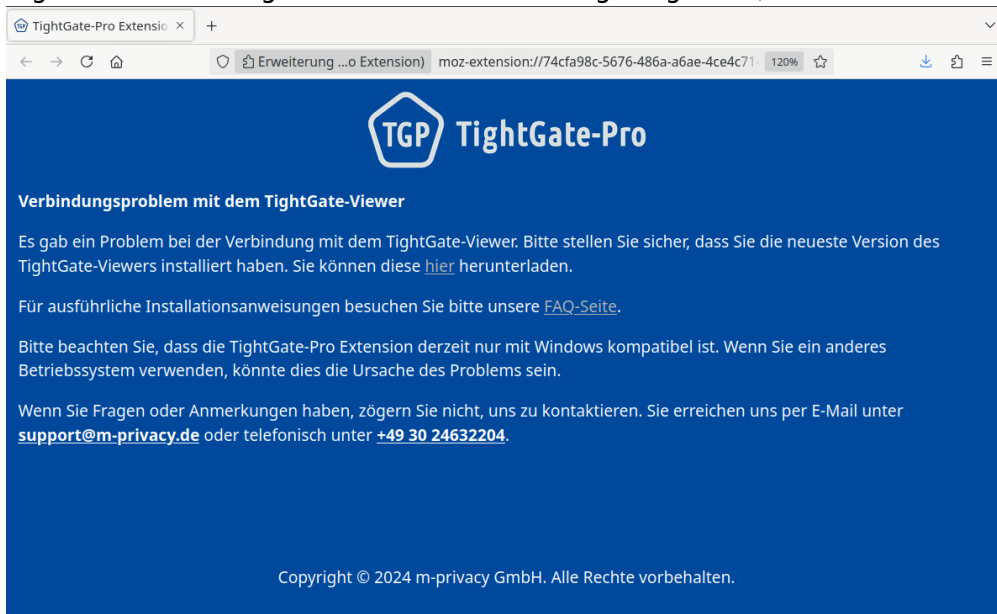 TightGate-Pro Extensio ×
+
Erweiterung ...o Extension) moz-extension://74cfa98c-5676-486a-a6ae-4ce4c71 120%
TGP TightGate-Pro
Verbindungsproblem mit dem TightGate-Viewer
Es gab ein Problem bei der Verbindung mit dem TightGate-Viewer. Bitte stellen Sie sicher, dass Sie die neueste Version des
TightGate-Viewers installiert haben. Sie können diese hier herunterladen.
Für ausführliche Installationsanweisungen besuchen Sie bitte unsere FAQ-Seite.
Bitte beachten Sie, dass die TightGate-Pro Extension derzeit nur mit Windows kompatibel ist. Wenn Sie ein anderes
Betriebssystem verwenden, könnte dies die Ursache des Problems sein.
Wenn Sie Fragen oder Anmerkungen haben, zögern Sie nicht, uns zu kontaktieren. Sie erreichen uns per E-Mail unter
support@m-privacy.de oder telefonisch unter +49 30 24632204.
Copyright © 2024 m-privacy GmbH. Alle Rechte vorbehalten.